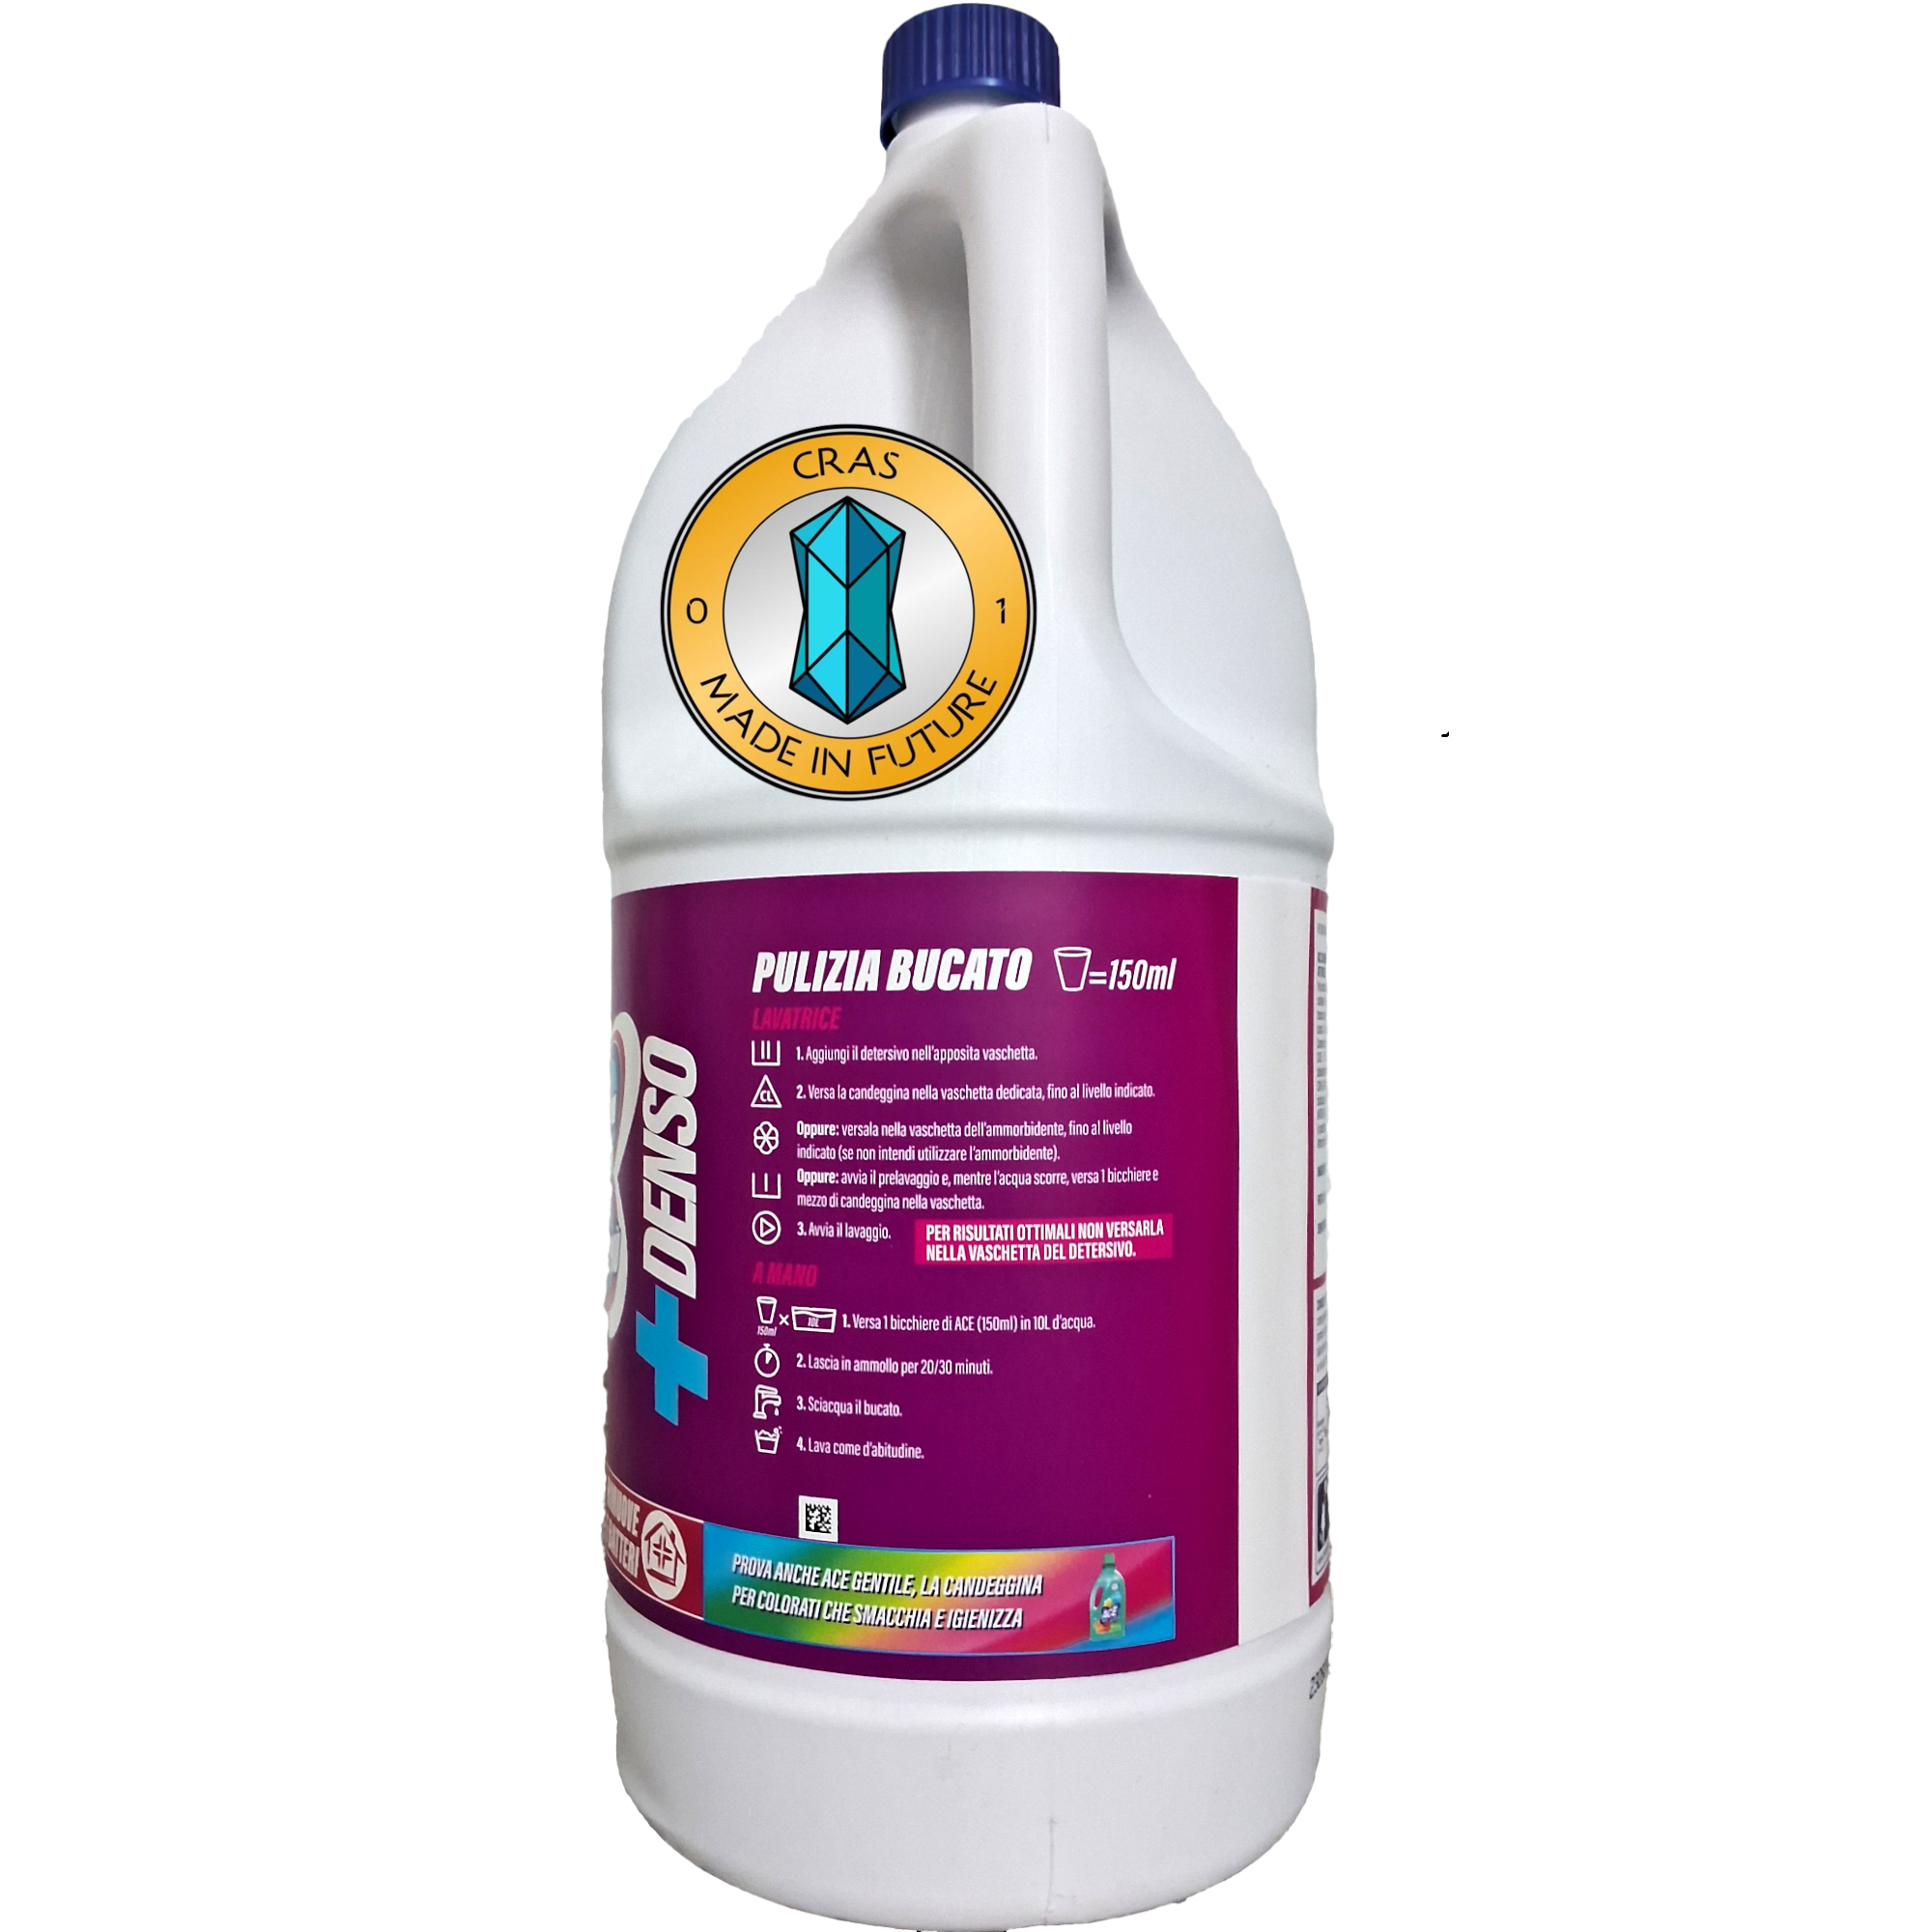 CRAS
0 1
MADE IN FUTURE
PULIZIA BUCATO =150ml
LAVATRICE
1. Aggiungi il detersivo nell'apposita vaschetta.
CL 2. Versa la candeggina nella vaschetta dedicata, fino al livello indicato.
Oppure: versala nella vaschetta dell'ammorbidente, fino al livello
indicato (se non intendi utilizzare l'ammorbidente).
Oppure: avvia il prelavaggio e, mentre l'acqua scorre, versa 1 bicchiere e
mezzo di candeggina nella vaschetta.
3. Avvia il lavaggio.
PER RISULTATI OTTIMALI NON VERSARLA
NELLA VASCHETTA DEL DETERSIVO.
A MANO
150ml x 10L 1. Versa 1 bicchiere di ACE (150ml) in 10L d'acqua.
2. Lascia in ammollo per 20/30 minuti.
3. Sciacqua il bucato.
4. Lava come d'abitudine.
+DENSO
PROVA ANCHE ACE GENTILE, LA CANDEGGINA
PER COLORATI CHE SMACCHIA E IGIENIZZA
ACE